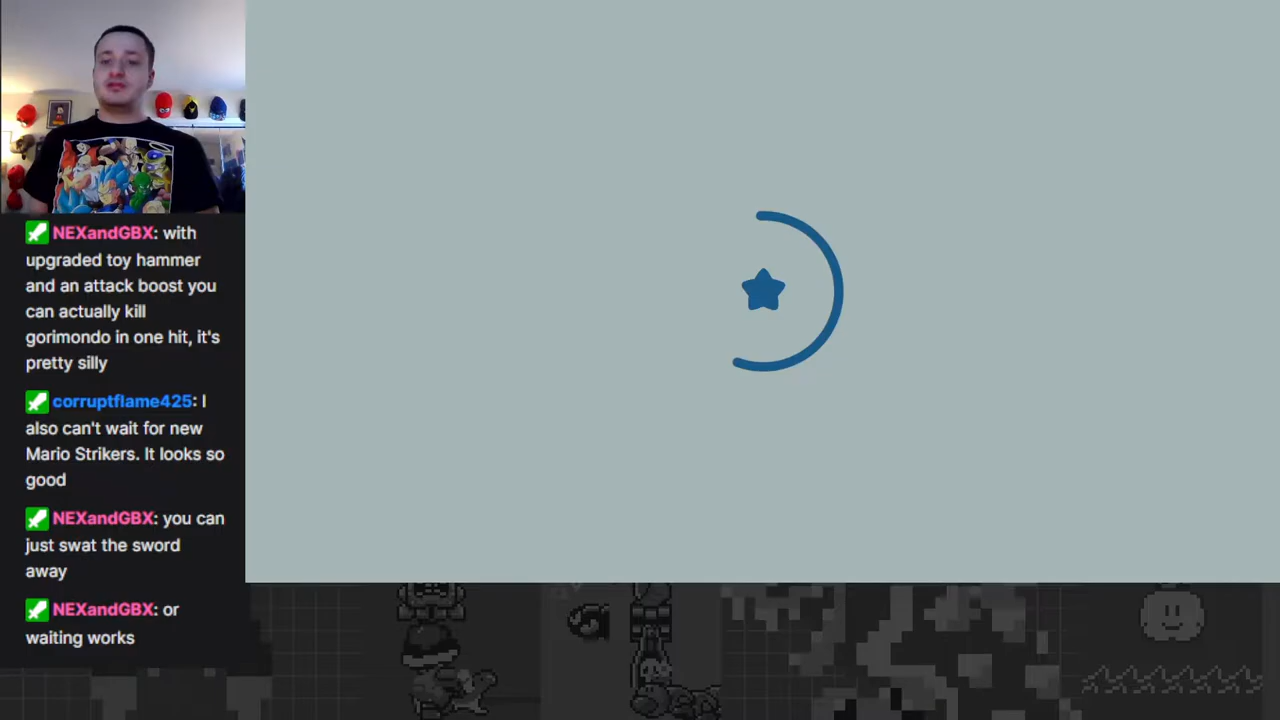 NEXandGBX: with
upgraded toy hammer
and an attack boost you
can actually kill
gorimondo in one hit, it's
pretty silly
corruptflame425: I
also can't wait for new
Mario Strikers. It looks so
good
NEXandGBX: you can
just swat the sword
away
NEXandGBX: or
waiting works